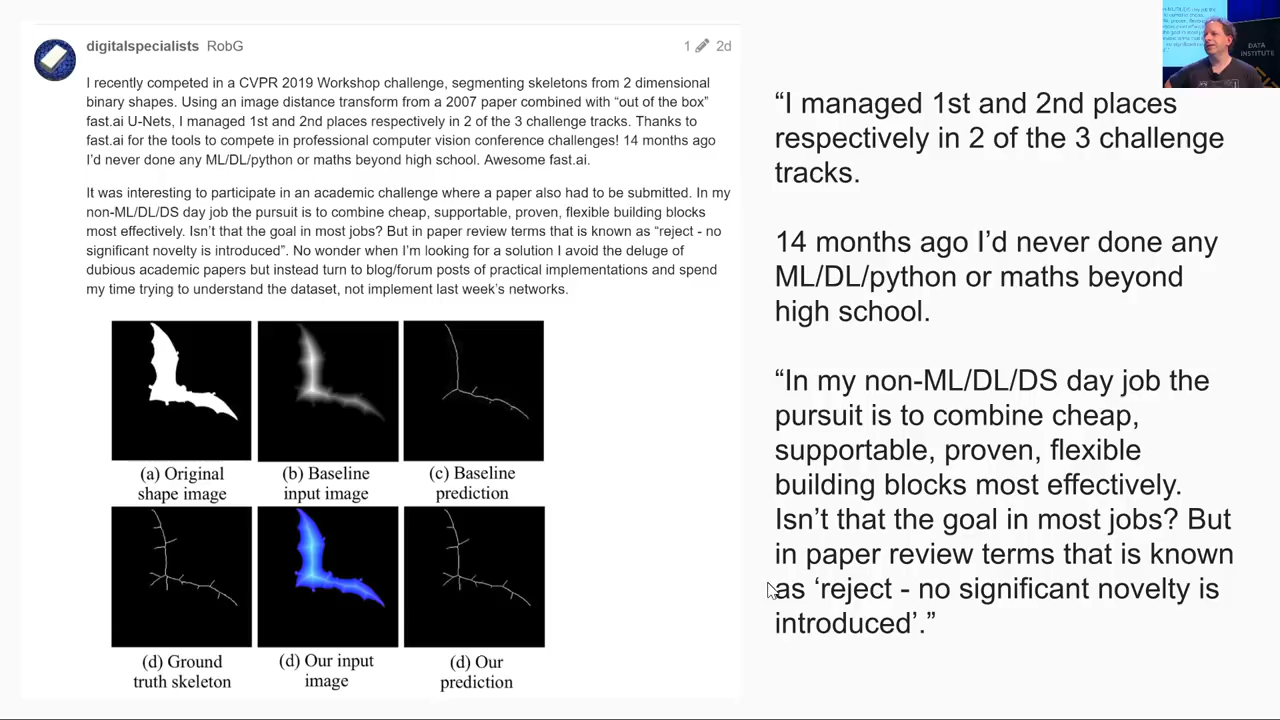 digitalspecialists RobG
1 2d
I recently competed in a CVPR 2019 Workshop challenge, segmenting skeletons from 2 dimensional
binary shapes. Using an image distance transform from a 2007 paper combined with “out of the box”
fast.ai U-Nets, I managed 1st and 2nd places respectively in 2 of the 3 challenge tracks. Thanks to
fast.ai for the tools to compete in professional computer vision conference challenges! 14 months ago
I’d never done any ML/DL/python or maths beyond high school. Awesome fast.ai.
It was interesting to participate in an academic challenge where a paper also had to be submitted. In my
non-ML/DL/DS day job the pursuit is to combine cheap, supportable, proven, flexible building blocks
most effectively. Isn’t that the goal in most jobs? But in paper review terms that is known as “reject - no
significant novelty is introduced”. No wonder when I’m looking for a solution I avoid the deluge of
dubious academic papers but instead turn to blog/forum posts of practical implementations and spend
my time trying to understand the dataset, not implement last week’s networks.
(a) Original
shape image
(b) Baseline
input image
(c) Baseline
prediction
(d) Ground
truth skeleton
(d) Our input
image
(d) Our
prediction
“I managed 1st and 2nd places
respectively in 2 of the 3 challenge
tracks.
14 months ago I’d never done any
ML/DL/python or maths beyond
high school.
“In my non-ML/DL/DS day job the
pursuit is to combine cheap,
supportable, proven, flexible
building blocks most effectively.
Isn’t that the goal in most jobs? But
in paper review terms that is known
as ‘reject - no significant novelty is
introduced’.”
DATA
INSTITUTE